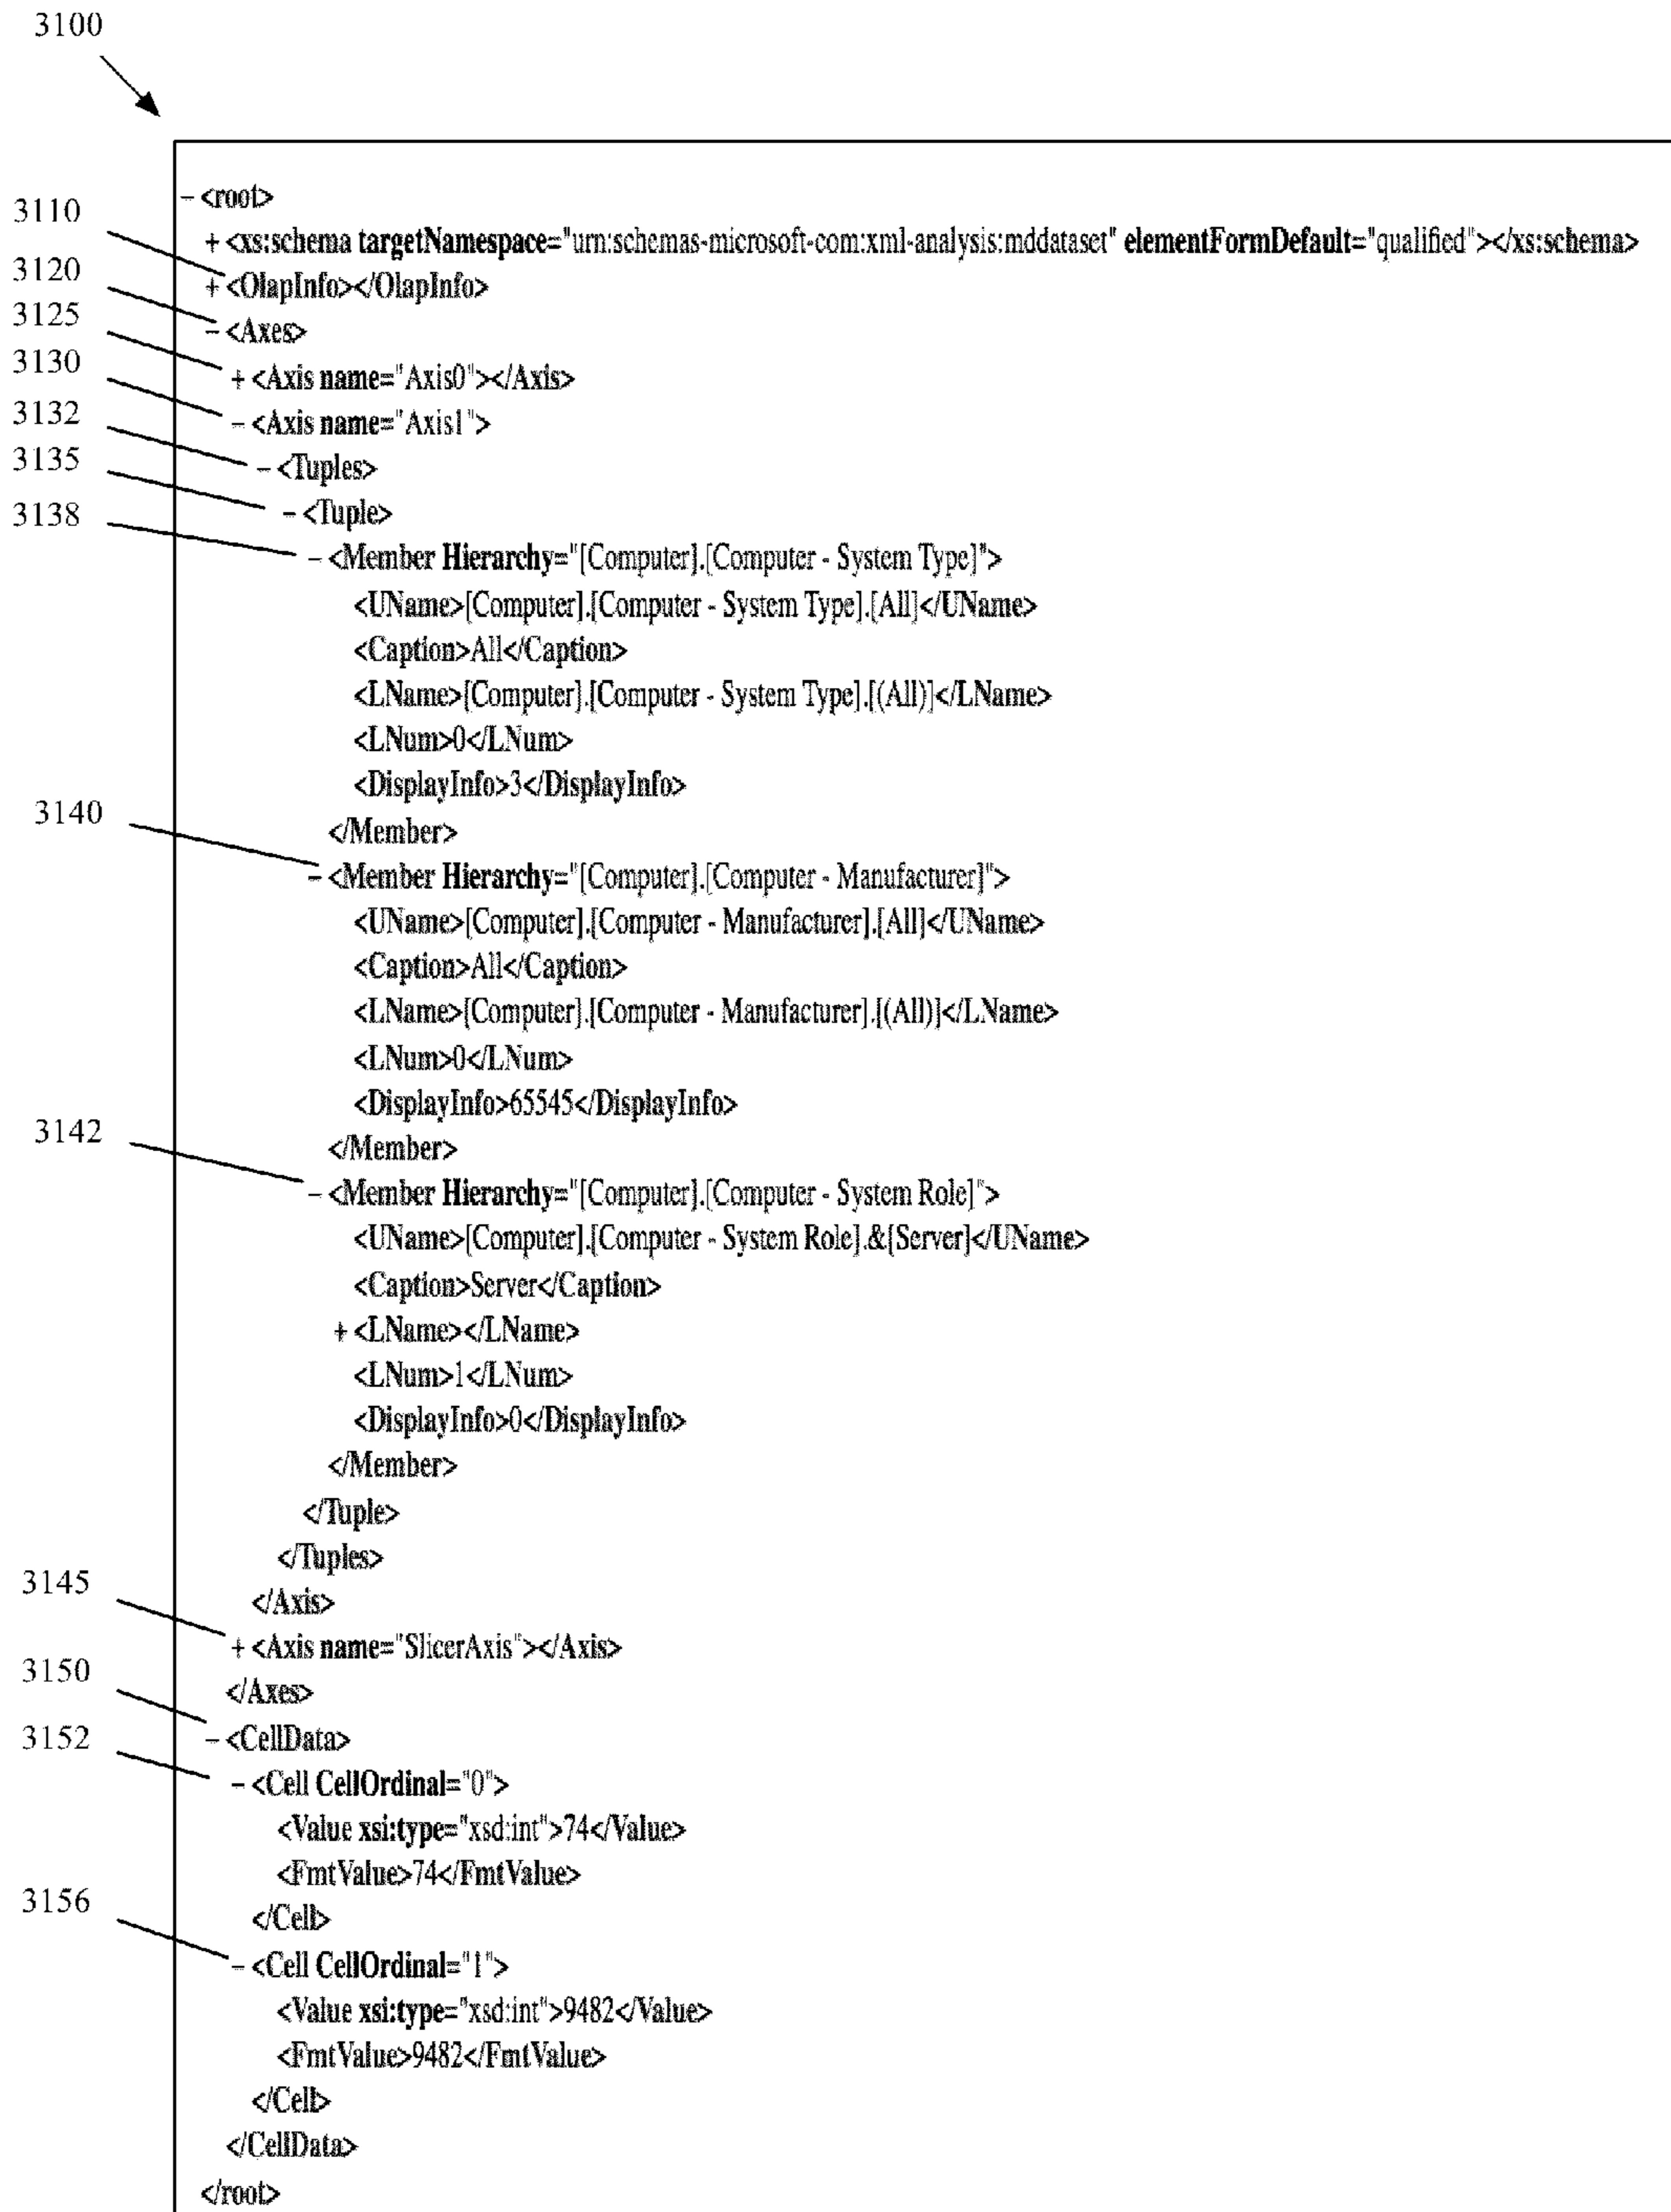 3100
- <root>
3110
+ <xs:schema targetNamespace="urn:schemas-microsoft-com:xml-analysis:mddataset" elementFormDefault="qualified"></xs:schema>
3120
+ <OlapInfo></OlapInfo>
3125
- <Axes>
3130
+ <Axis name="Axis0"></Axis>
3132
- <Axis name="Axis1">
3135
- <Tuples>
3138
- <Tuple>
- <Member Hierarchy="[Computer].[Computer - System Type]">
<UName>[Computer].[Computer - System Type].[All]</UName>
<Caption>All</Caption>
<LName>[Computer].[Computer - System Type].[(All)]</LName>
<LNum>0</LNum>
<DisplayInfo>3</DisplayInfo>
3140
</Member>
- <Member Hierarchy="[Computer].[Computer - Manufacturer]">
<UName>[Computer].[Computer - Manufacturer].[All]</UName>
<Caption>All</Caption>
<LName>[Computer].[Computer - Manufacturer].[(All)]</LName>
<LNum>0</LNum>
<DisplayInfo>65545</DisplayInfo>
3142
</Member>
- <Member Hierarchy="[Computer].[Computer - System Role]">
<UName>[Computer].[Computer - System Role].&[Server]</UName>
<Caption>Server</Caption>
+ <LName></LName>
<LNum>1</LNum>
<DisplayInfo>0</DisplayInfo>
</Member>
</Tuple>
</Tuples>
3145
</Axis>
+ <Axis name="SlicerAxis"></Axis>
3150
</Axes>
3152
- <CellData>
- <Cell CellOrdinal="0">
<Value xsi:type="xsd:int">74</Value>
<FmtValue>74</FmtValue>
3156
</Cell>
- <Cell CellOrdinal="1">
<Value xsi:type="xsd:int">9482</Value>
<FmtValue>9482</FmtValue>
</Cell>
</CellData>
</root>